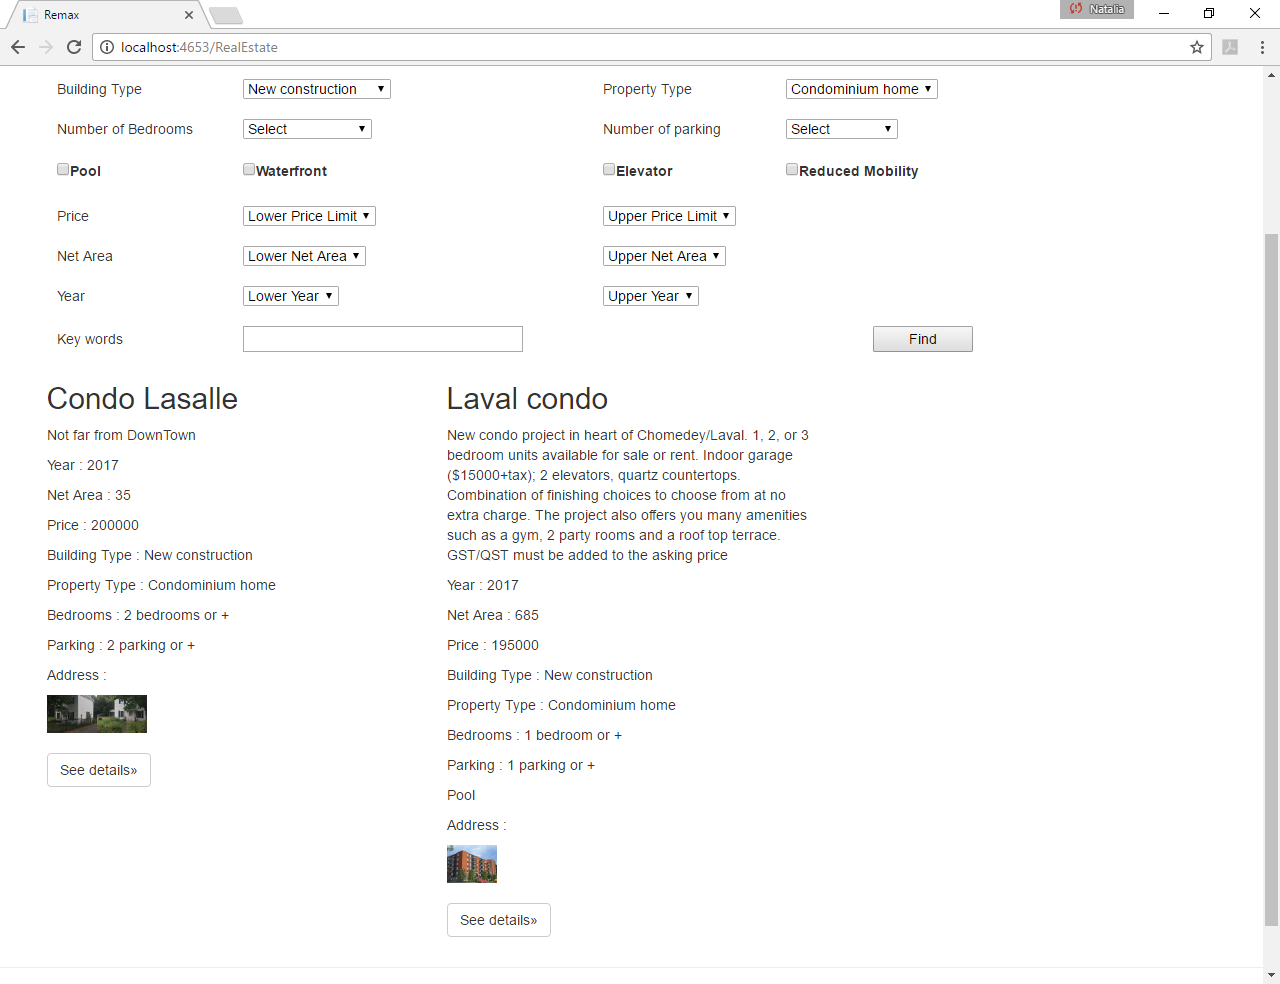 Remax
Natalia
localhost:4653/RealEstate
Building Type New construction Property Type Condominium home
Number of Bedrooms Select Number of parking Select
Pool Waterfront Elevator Reduced Mobility
Price Lower Price Limit Upper Price Limit
Net Area Lower Net Area Upper Net Area
Year Lower Year Upper Year
Key words Find
Condo Lasalle
Not far from DownTown
Year : 2017
Net Area : 35
Price : 200000
Building Type : New construction
Property Type : Condominium home
Bedrooms : 2 bedrooms or +
Parking : 2 parking or +
Address :
See details»
Laval condo
New condo project in heart of Chomedey/Laval. 1, 2, or 3
bedroom units available for sale or rent. Indoor garage
($15000+tax); 2 elevators, quartz countertops.
Combination of finishing choices to choose from at no
extra charge. The project also offers you many amenities
such as a gym, 2 party rooms and a roof top terrace.
GST/QST must be added to the asking price
Year : 2017
Net Area : 685
Price : 195000
Building Type : New construction
Property Type : Condominium home
Bedrooms : 1 bedroom or +
Parking : 1 parking or +
Pool
Address :
See details»